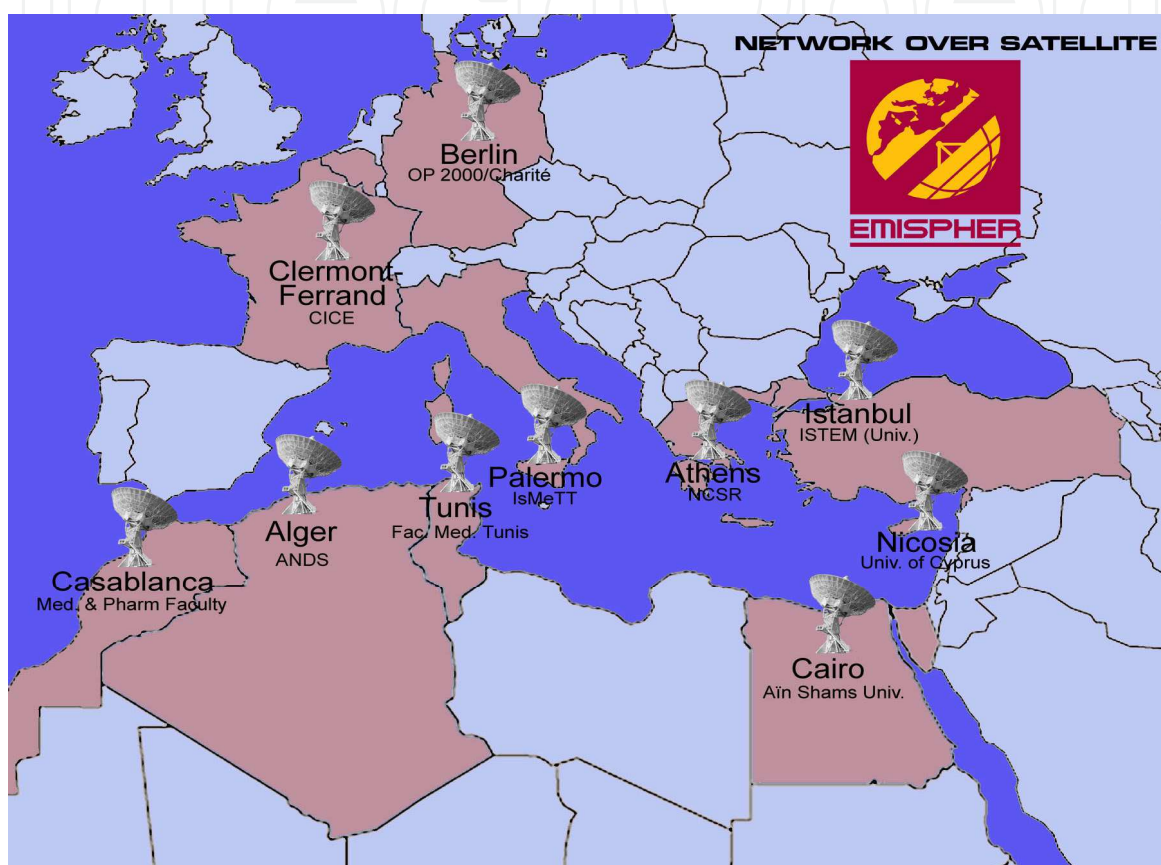 NETWORK OVER SATELLITE
EMISPHER
Berlin
OP 2000/Charité
Clermont-
Ferrand
CICE
Istanbul
ISTEM (Univ.)
Palermo
IsMeTT
Athens
NCSR
Tunis
Fac. Med. Tunis
Alger
ANDS
Nicosia
Univ. of Cyprus
Casablanca
Med. & Pharm Faculty
Cairo
Aïn Shams Univ.